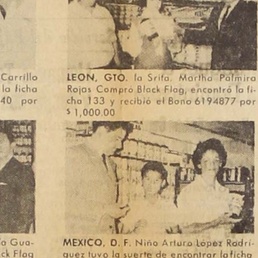 Carrillo
la ficha
40 por
LEON, GTO. la Srita. Martha Palmira
Rojas Compro Black Flag, encontró la fi-
cha 133 y recibió el Bono 6194877 por
$ 1,000.00
a Gua-
ck Flag
MEXICO, D. F. Niño Arturo López Rodrí-
guez tuvo la suerte de encontrar la ficha